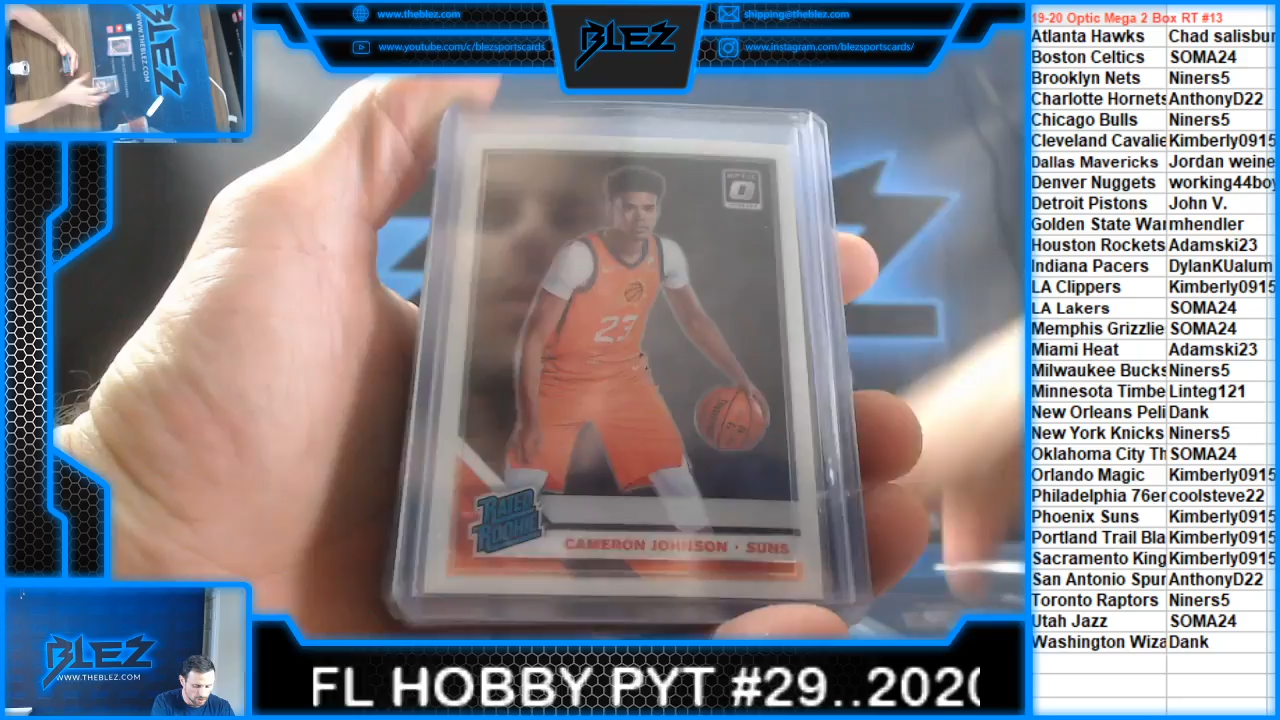 www.theblez.com
www.youtube.com/c/blezsportscards
BLEZ
shipping@theblez.com
www.instagram.com/blezsportscards/
BLEZ
WWW.THEBLEZ.COM
OPTIC
23
RATED
ROOKIE
CAMERON JOHNSON · SUNS
BLEZ
WWW.THEBLEZ.COM
FL HOBBY PYT #29..2020
19-20 Optic Mega 2 Box RT #13
Atlanta Hawks Chad salisbur
Boston Celtics SOMA24
Brooklyn Nets Niners5
Charlotte Hornets AnthonyD22
Chicago Bulls Niners5
Cleveland Cavalie Kimberly0915
Dallas Mavericks Jordan weine
Denver Nuggets working44boy
Detroit Pistons John V.
Golden State War mhendler
Houston Rockets Adamski23
Indiana Pacers DylanKUalum
LA Clippers Kimberly0915
LA Lakers SOMA24
Memphis Grizzlie SOMA24
Miami Heat Adamski23
Milwaukee Bucks Niners5
Minnesota Timbe Linteg121
New Orleans Peli Dank
New York Knicks Niners5
Oklahoma City Th SOMA24
Orlando Magic Kimberly0915
Philadelphia 76er coolsteve22
Phoenix Suns Kimberly0915
Portland Trail Bla Kimberly0915
Sacramento King Kimberly0915
San Antonio Spur AnthonyD22
Toronto Raptors Niners5
Utah Jazz SOMA24
Washington Wiza Dank